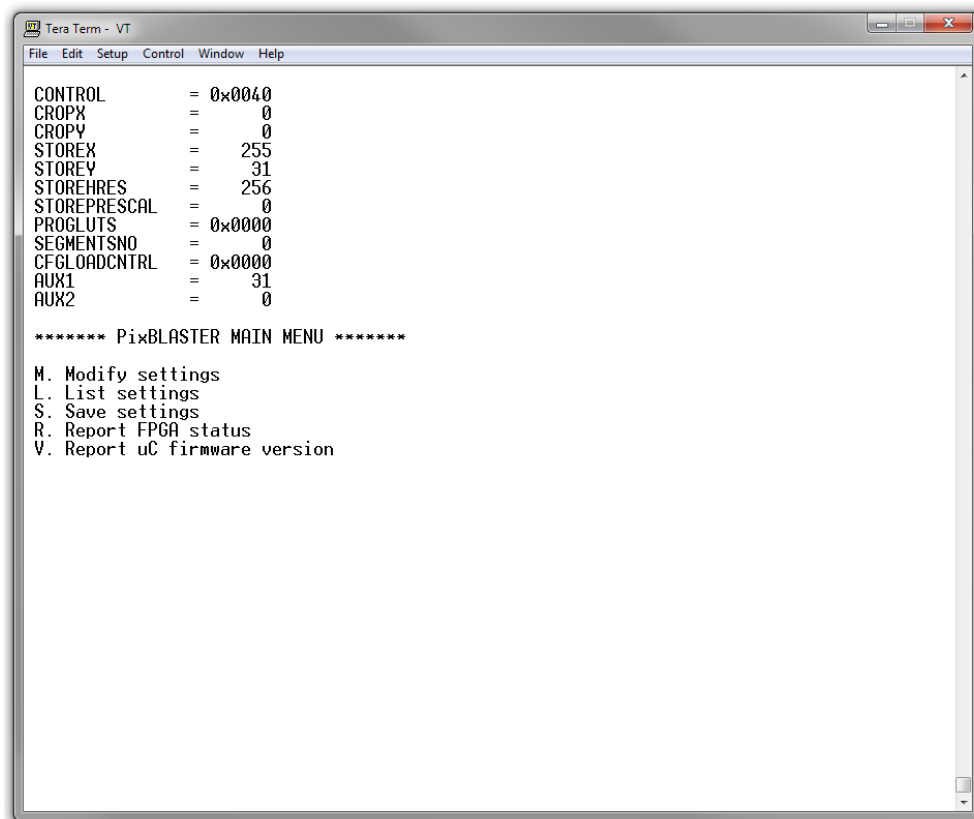 Tera Term - VT
File Edit Setup Control Window Help
CONTROL = 0x0040
CROPX = 0
CROPY = 0
STOREX = 255
STOREY = 31
STOREHRES = 256
STOREPRESCAL = 0
PROGLUTS = 0x0000
SEGMENTSNO = 0
CFGLOADCNTRL = 0x0000
AUX1 = 31
AUX2 = 0
******* PixBLASTER MAIN MENU *******
M. Modify settings
L. List settings
S. Save settings
R. Report FPGA status
V. Report uC firmware version